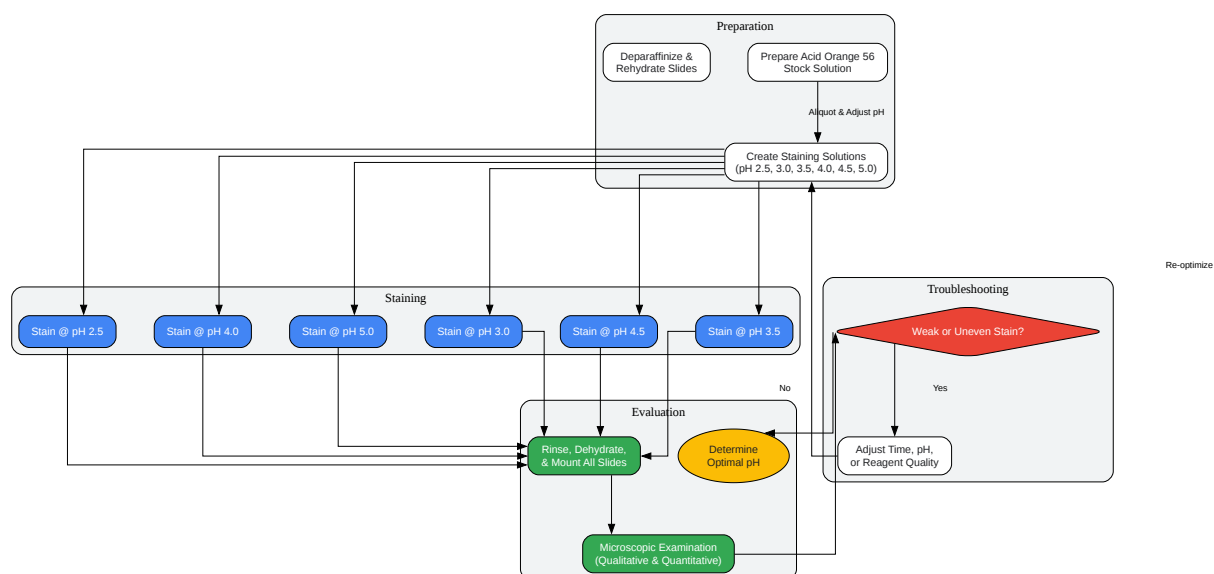 Preparation
Deparaffinize &
Rehydrate Slides
Prepare Acid Orange 56
Stock Solution
Aliquot & Adjust pH
Create Staining Solutions
(pH 2.5, 3.0, 3.5, 4.0, 4.5, 5.0)
Re-optimize
Staining
Stain @ pH 2.5
Stain @ pH 4.0
Stain @ pH 5.0
Stain @ pH 3.0
Stain @ pH 4.5
Stain @ pH 3.5
Troubleshooting
Weak or Uneven Stain?
No
Yes
Evaluation
Rinse, Dehydrate,
& Mount All Slides
Determine
Optimal pH
Adjust Time, pH,
or Reagent Quality
Microscopic Examination
(Qualitative & Quantitative)